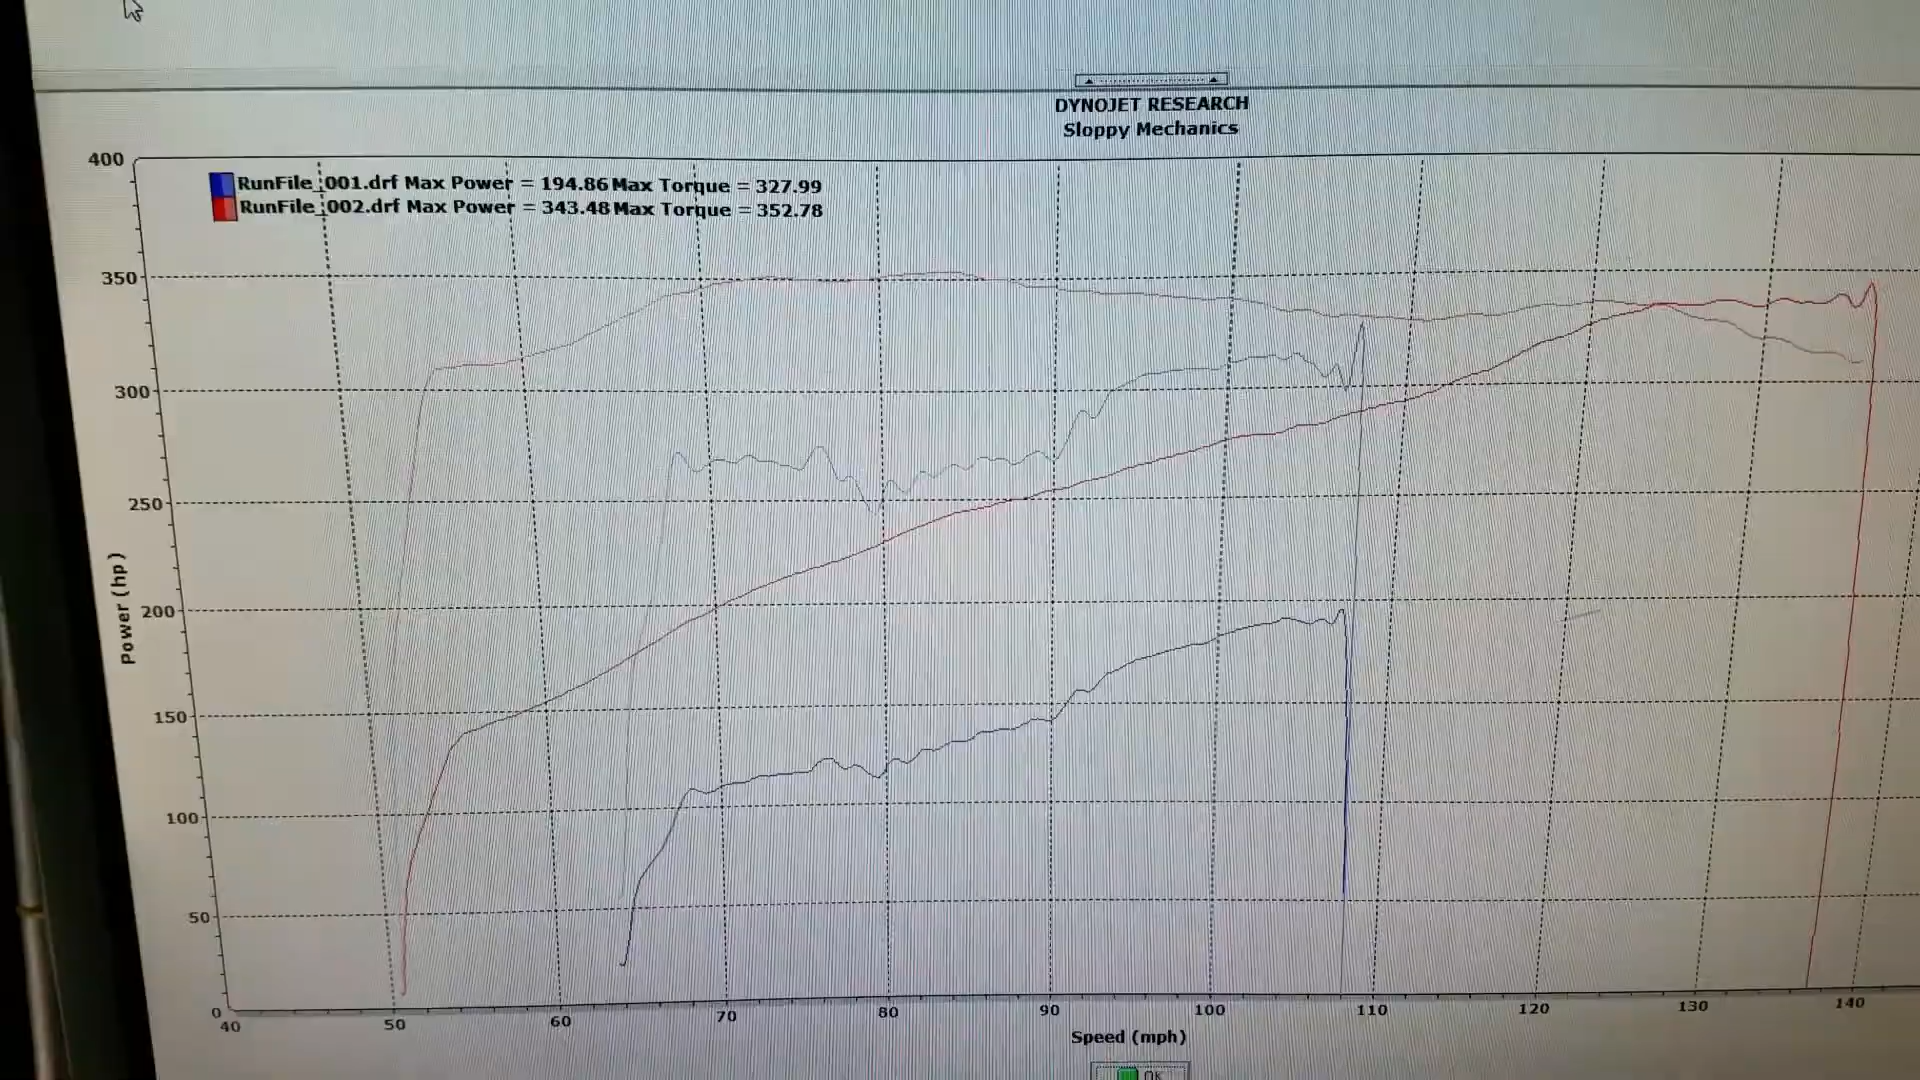 DYNOJET RESEARCH
Sloppy Mechanics
RunFile_001.drf Max Power = 194.86 Max Torque = 327.99
RunFile_002.drf Max Power = 343.48 Max Torque = 352.78
400
350
300
250
200
150
100
50
0
Power (hp)
40 50 60 70 80 90 100 110 120 130 140
Speed (mph)
OK